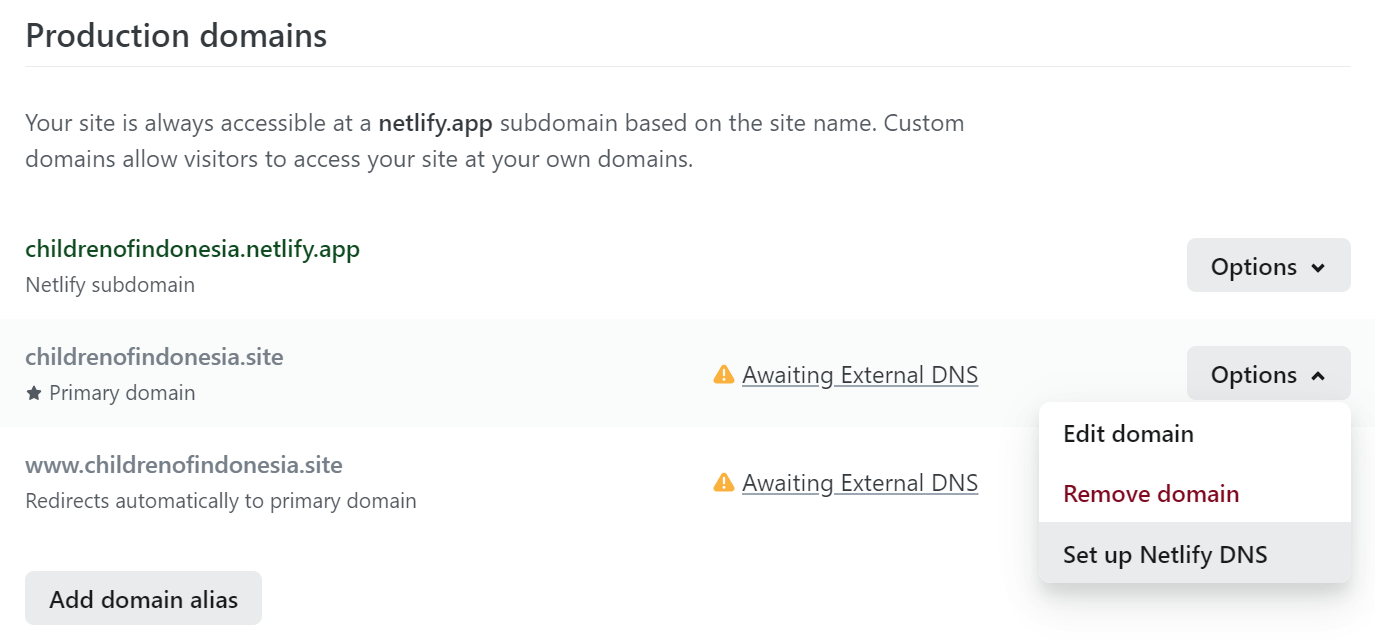 Production domains
Your site is always accessible at a netlify.app subdomain based on the site name. Custom
domains allow visitors to access your site at your own domains.
childrenofindonesia.netlify.app
Netlify subdomain
Options
childrenofindonesia.site
Primary domain
Awaiting External DNS
Options
Edit domain
Remove domain
Set up Netlify DNS
www.childrenofindonesia.site
Redirects automatically to primary domain
Awaiting External DNS
Add domain alias